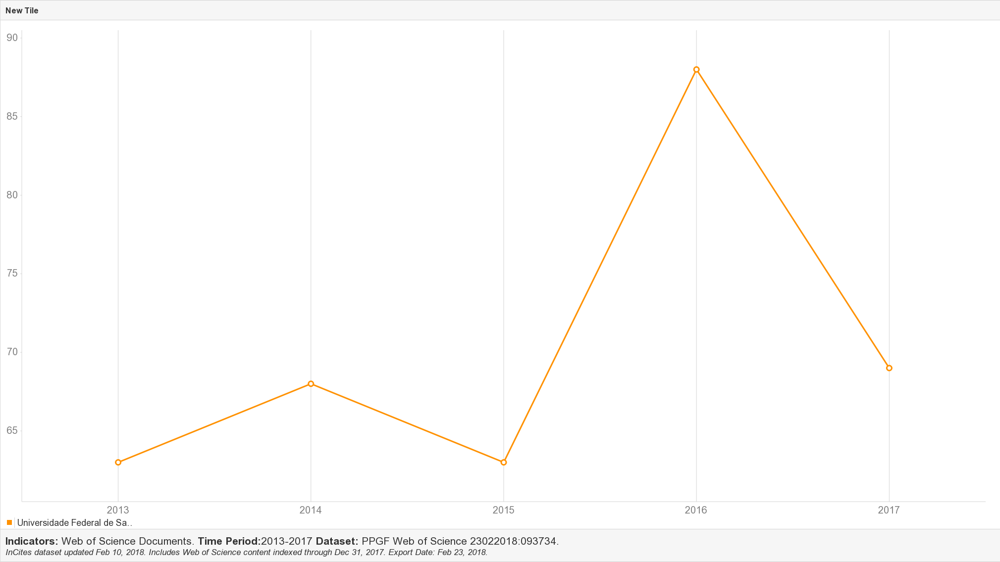 New Tile
90
85
80
75
70
65
2013 2014 2015 2016 2017
Universidade Federal de Sa..
Indicators: Web of Science Documents. Time Period:2013-2017 Dataset: PPGF Web of Science 23022018:093734.
InCites dataset updated Feb 10, 2018. Includes Web of Science content indexed through Dec 31, 2017. Export Date: Feb 23, 2018.